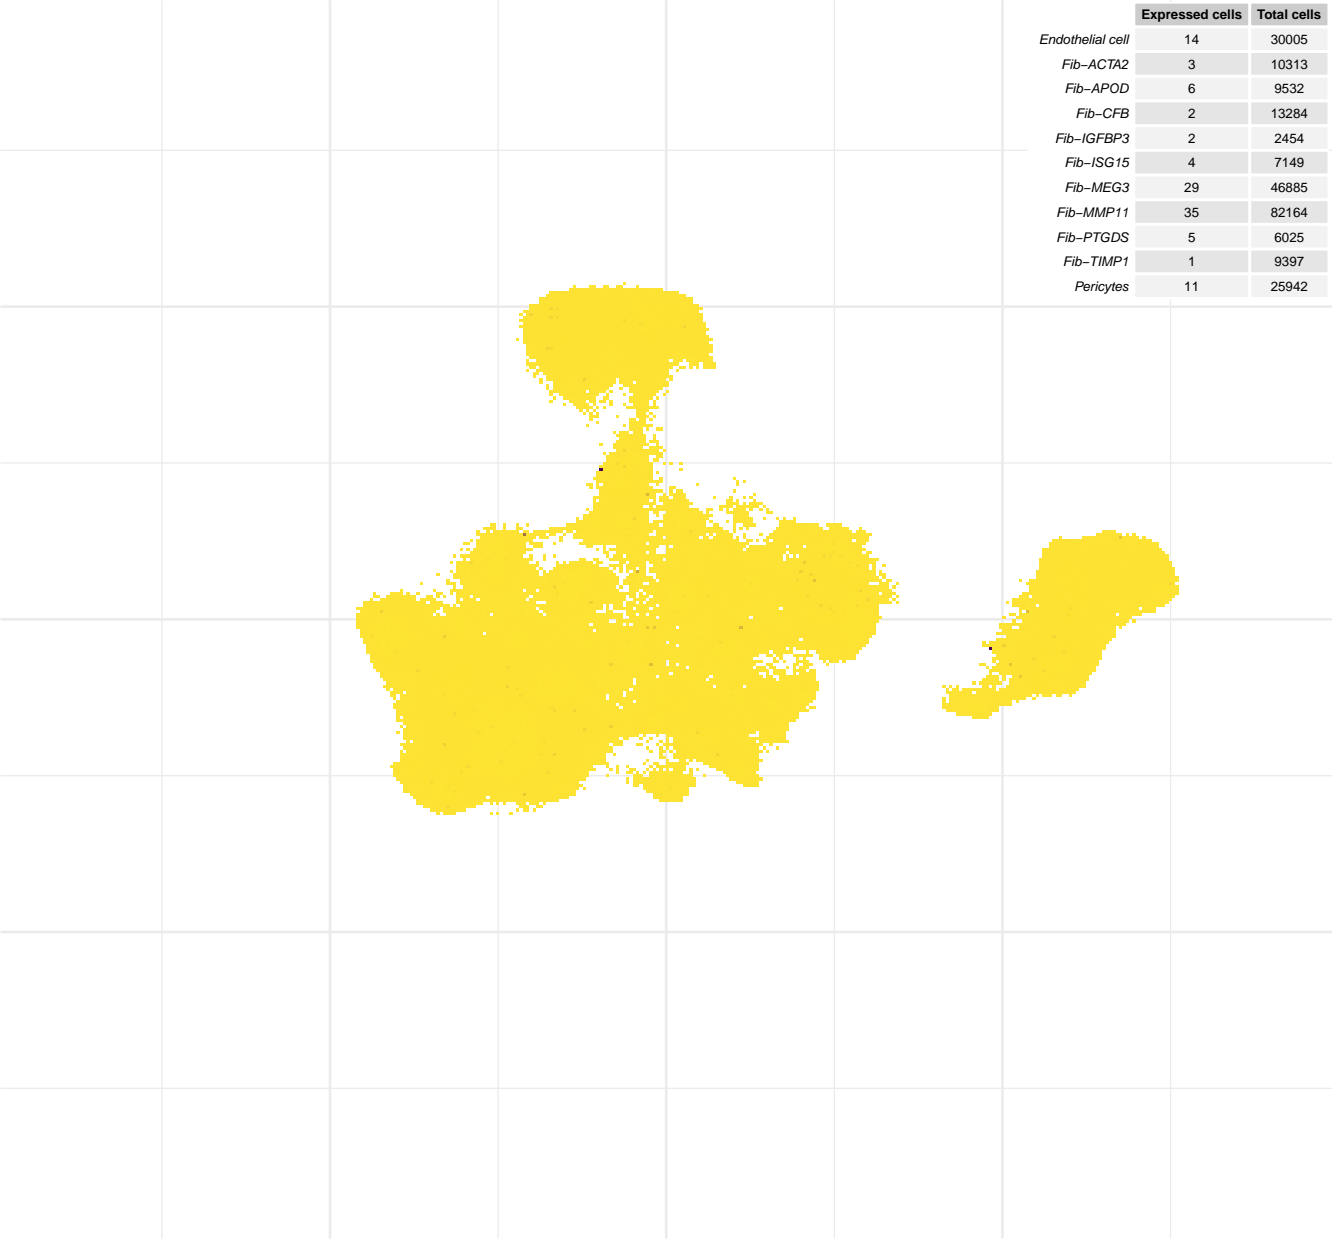 Expressed cells Total cells
Endothelial cell 14 30005
Fib−ACTA2 3 10313
Fib−APOD 6 9532
Fib−CFB 2 13284
Fib−IGFBP3 2 2454
Fib−ISG15 4 7149
Fib−MEG3 29 46885
Fib−MMP11 35 82164
Fib−PTGDS 5 6025
Fib−TIMP1 1 9397
Pericytes 11 25942